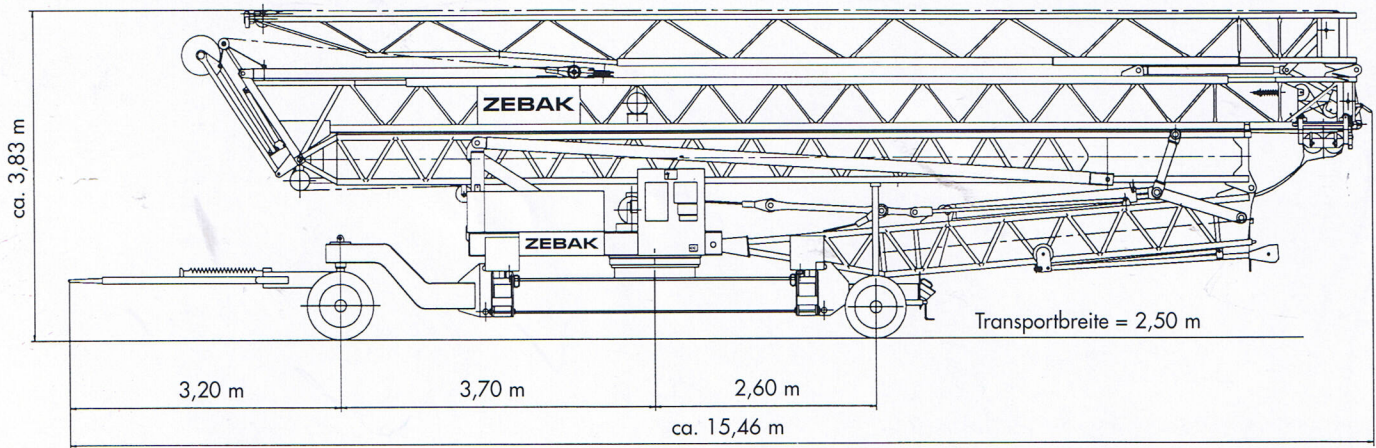 ca. 3,83 m
ZEBAK
ZEBAK
Transportbreite = 2,50 m
3,20 m
3,70 m
2,60 m
ca. 15,46 m